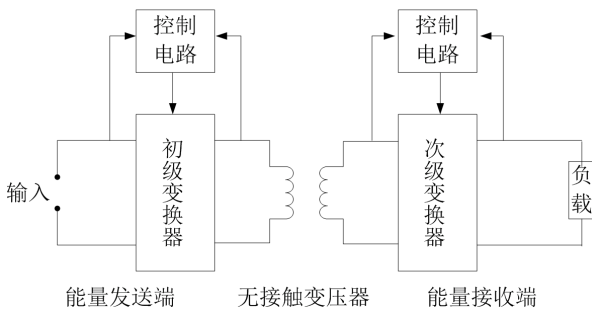 控制
电路
控制
电路
初级变换器
次级变换器
输入
负载
能量发送端
无接触变压器
能量接收端